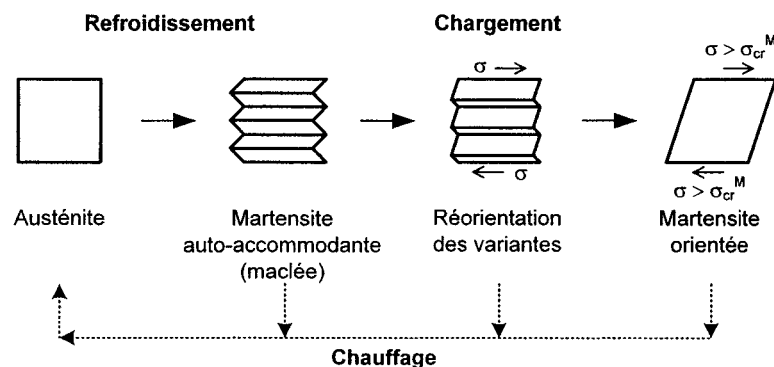 Refroidissement
Chargement
σ
σ > σcrM
σ
σ > σcrM
Austénite
Martensite
auto-accommodante
(maclée)
Réorientation
des variantes
Martensite
orientée
Chauffage